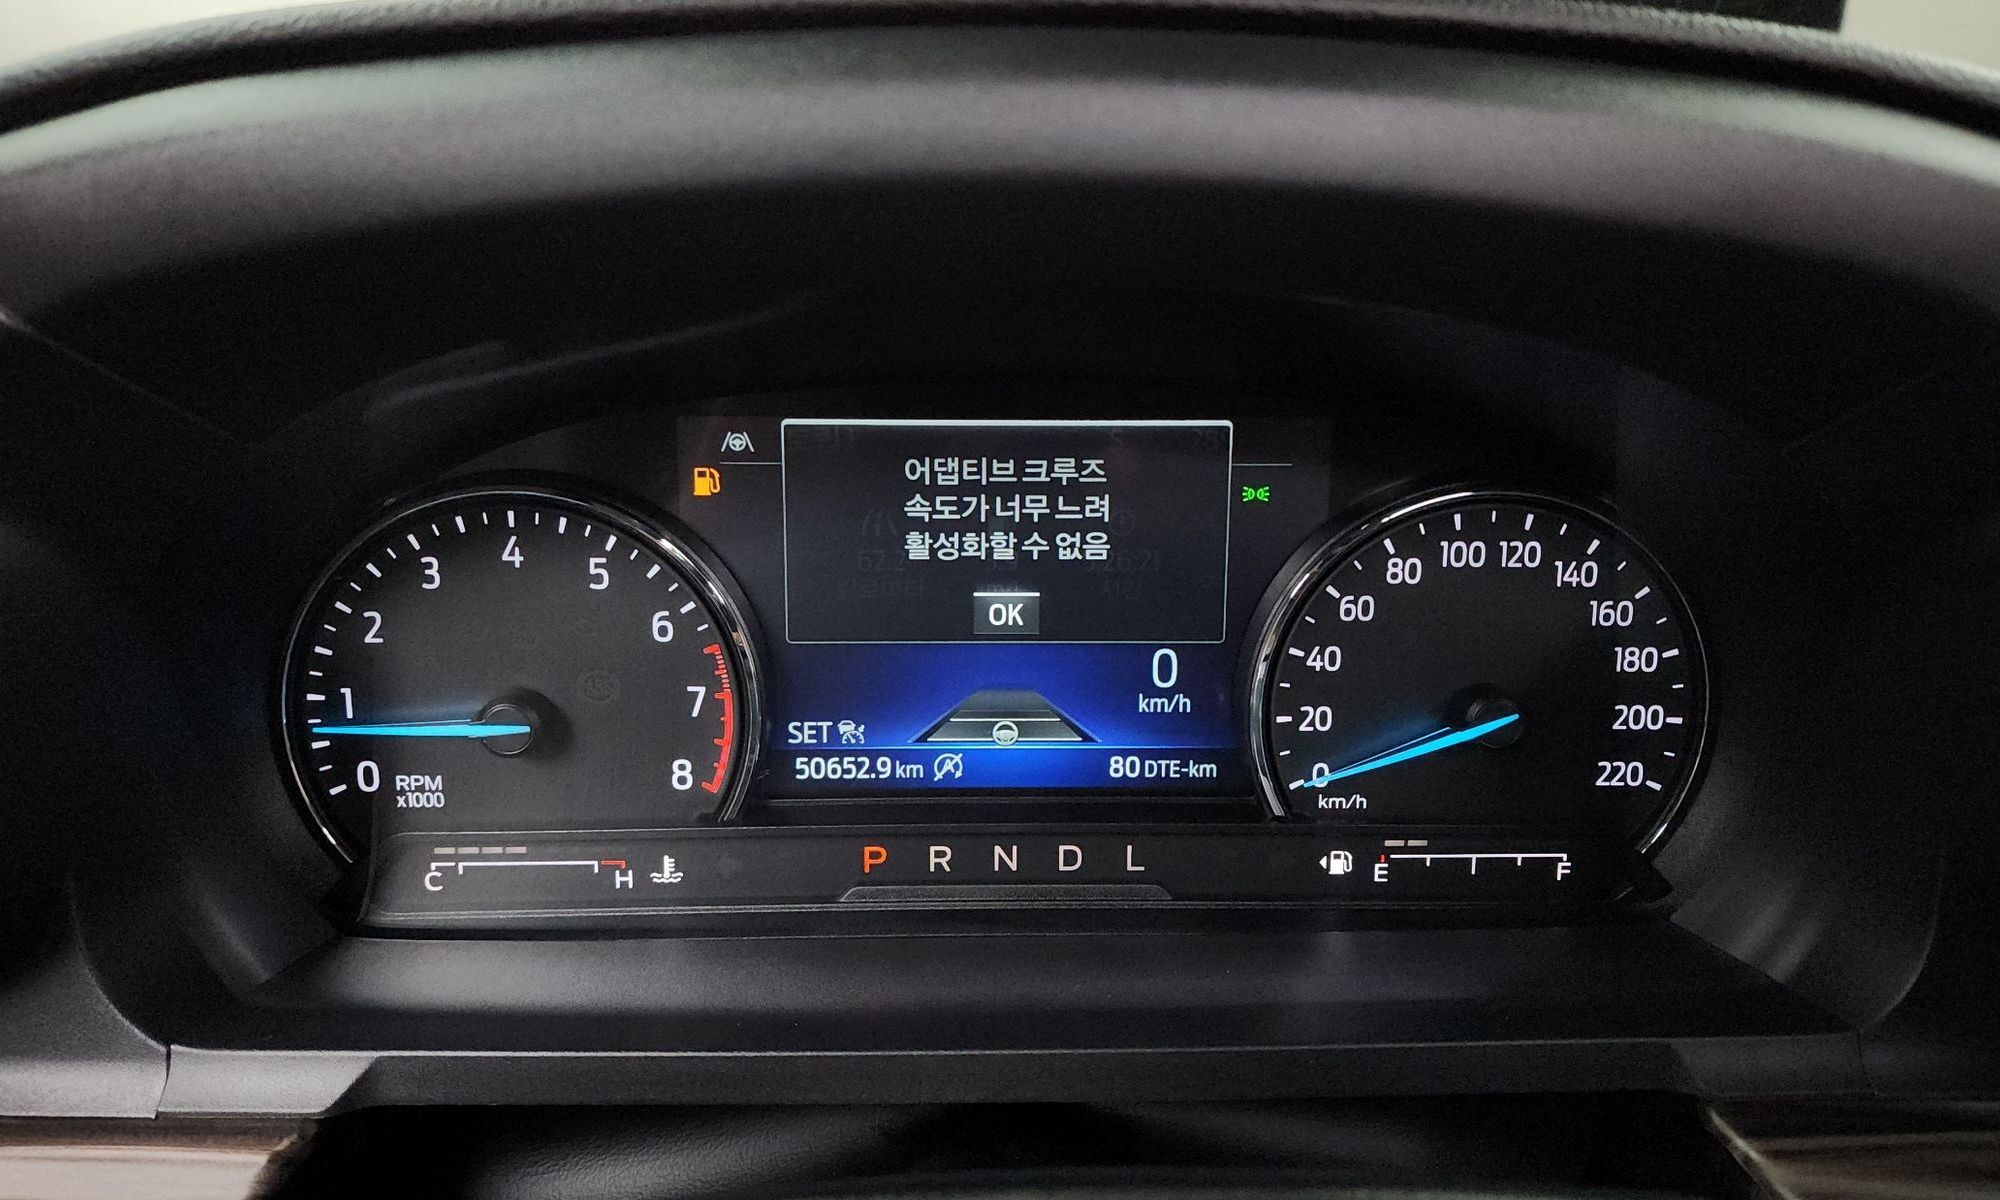 어댑티브 크루즈
속도가 너무 느려
활성화할 수 없음
OK
0
km/h
SET
50652.9 km
80 DTE-km
0 1 2 3 4 5 6 7 8
RPM
x1000
0 20 40 60 80 100 120 140 160 180 200 220
km/h
C H
P R N D L
E F